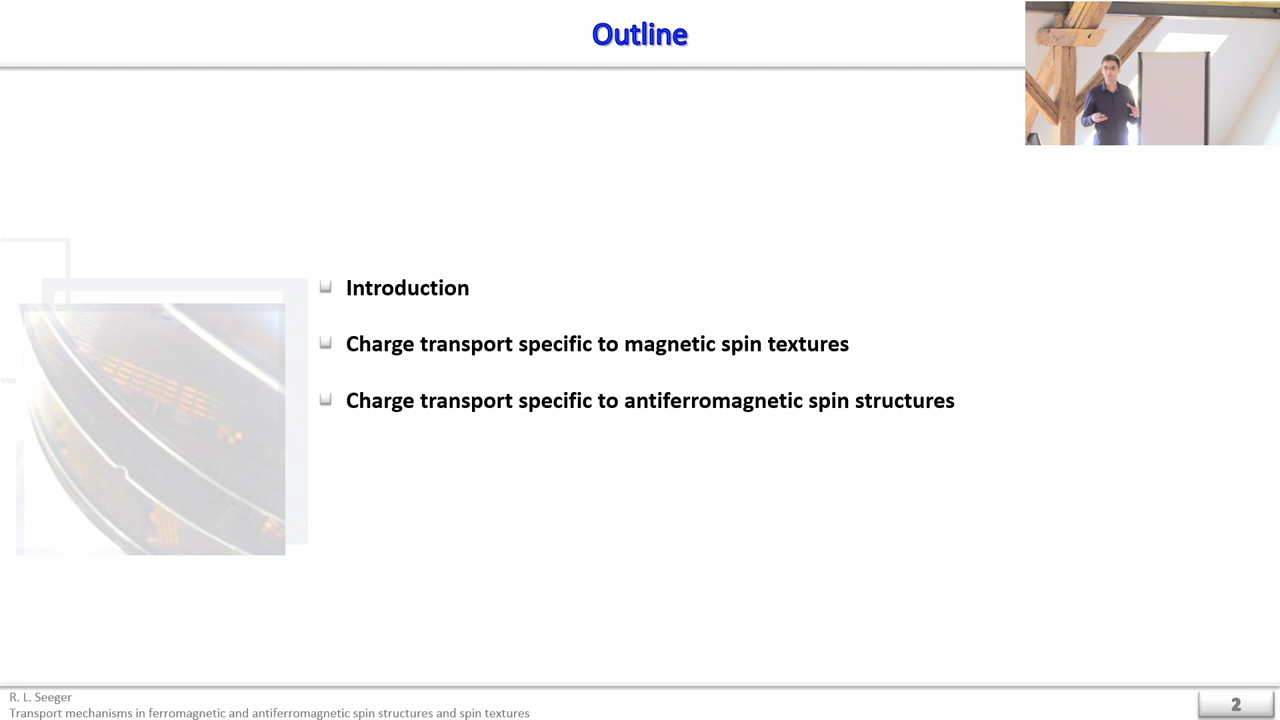 Outline
Introduction
Charge transport specific to magnetic spin textures
Charge transport specific to antiferromagnetic spin structures
R. L. Seeger
Transport mechanisms in ferromagnetic and antiferromagnetic spin structures and spin textures
2